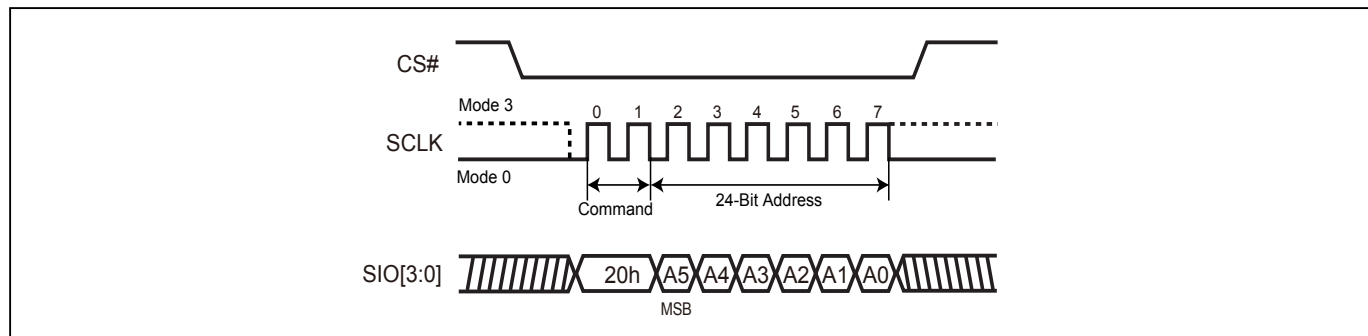 CS#
Mode 3
0 1 2 3 4 5 6 7
SCLK
Mode 0
Command
24-Bit Address
SIO[3:0]
20h A5 A4 A3 A2 A1 A0
MSB